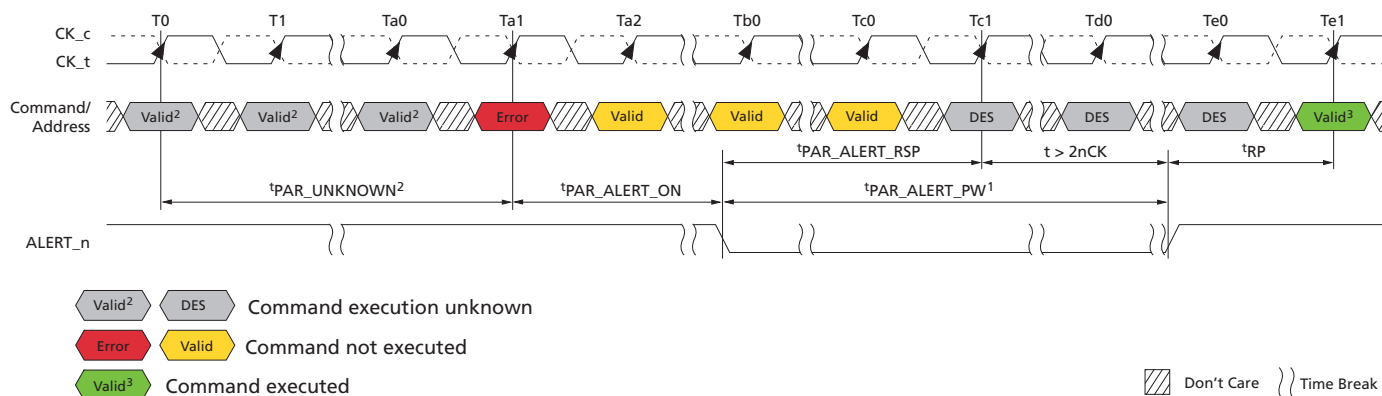 T0 T1 Ta0 Ta1 Ta2 Tb0 Tc0 Tc1 Td0 Te0 Te1
CK_c
CK_t
Command/
Address
Valid² Valid² Valid² Error Valid Valid Valid DES DES DES Valid³
ᵗPAR_ALERT_RSP t > 2nCK ᵗRP
ᵗPAR_UNKNOWN² ᵗPAR_ALERT_ON ᵗPAR_ALERT_PW¹
ALERT_n
Valid² DES Command execution unknown
Error Valid Command not executed
Valid³ Command executed
Don't Care Time Break